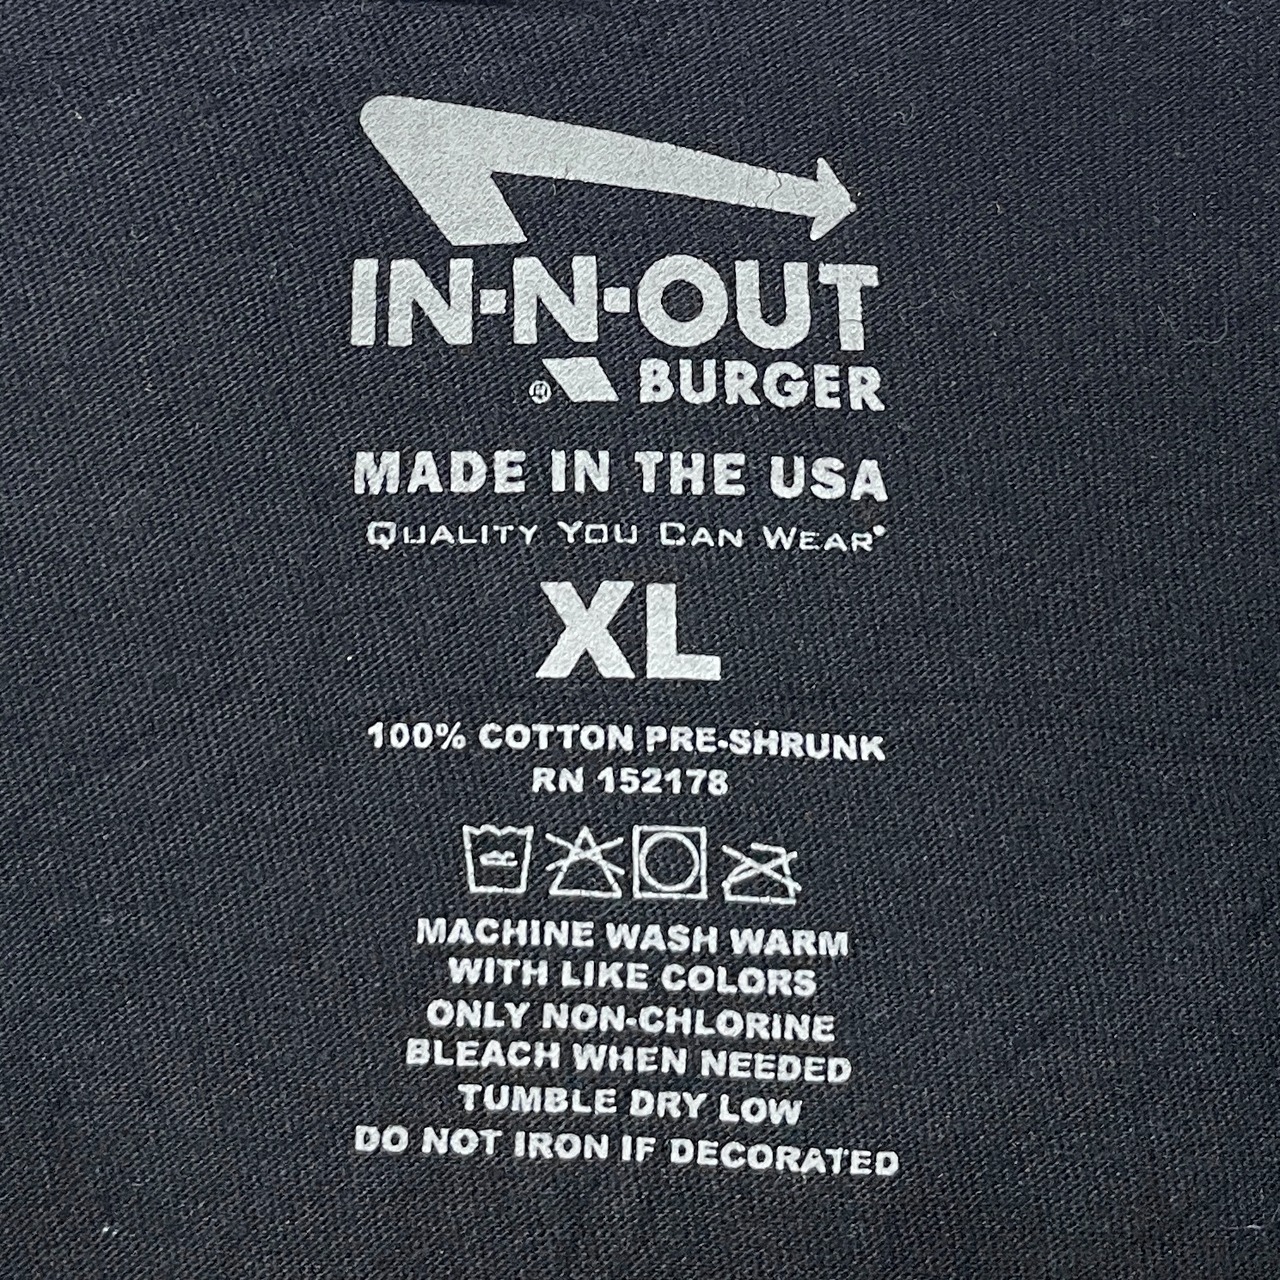 IN-N-OUT
® BURGER
MADE IN THE USA
QUALITY YOU CAN WEAR
XL
100% COTTON PRE-SHRUNK
RN 152178
MACHINE WASH WARM
WITH LIKE COLORS
ONLY NON-CHLORINE
BLEACH WHEN NEEDED
TUMBLE DRY LOW
DO NOT IRON IF DECORATED